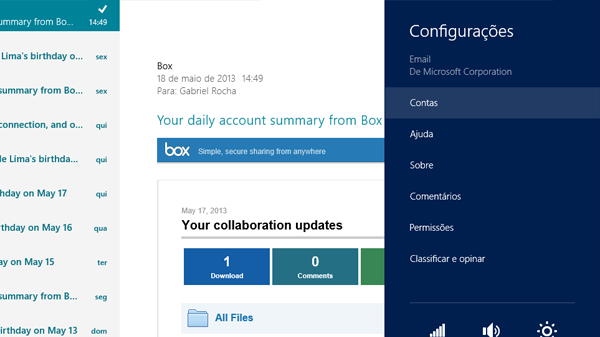 summary from Bo...
14:49
Lima's birthday o...
sex
summary from Bo...
sex
connection, and o...
qui
de Lima's birthda...
qui
hday on May 17
qui
rthday on May 16
qua
ay on May 15
ter
summary from B...
seg
irthday on May 13
dom
Box
18 de maio de 2013 14:49
Para: Gabriel Rocha
Your daily account summary from Box
box Simple, secure sharing from anywhere
May 17, 2013
Your collaboration updates
1
Download
0
Comments
All Files
Configurações
Email
De Microsoft Corporation
Contas
Ajuda
Sobre
Comentários
Permissões
Classificar e opinar